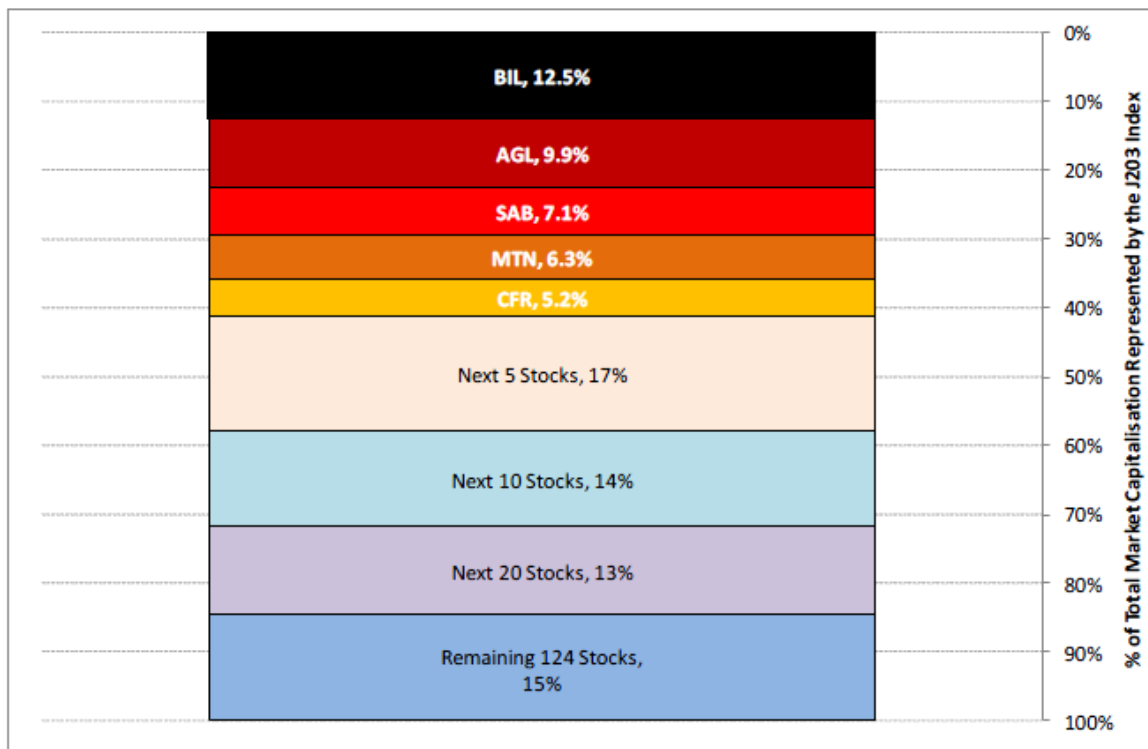 BIL, 12.5%
AGL, 9.9%
SAB, 7.1%
MTN, 6.3%
CFR, 5.2%
Next 5 Stocks, 17%
Next 10 Stocks, 14%
Next 20 Stocks, 13%
Remaining 124 Stocks,
15%
0%
10%
20%
30%
40%
50%
60%
70%
80%
90%
100%
% of Total Market Capitalisation Represented by the J203 Index